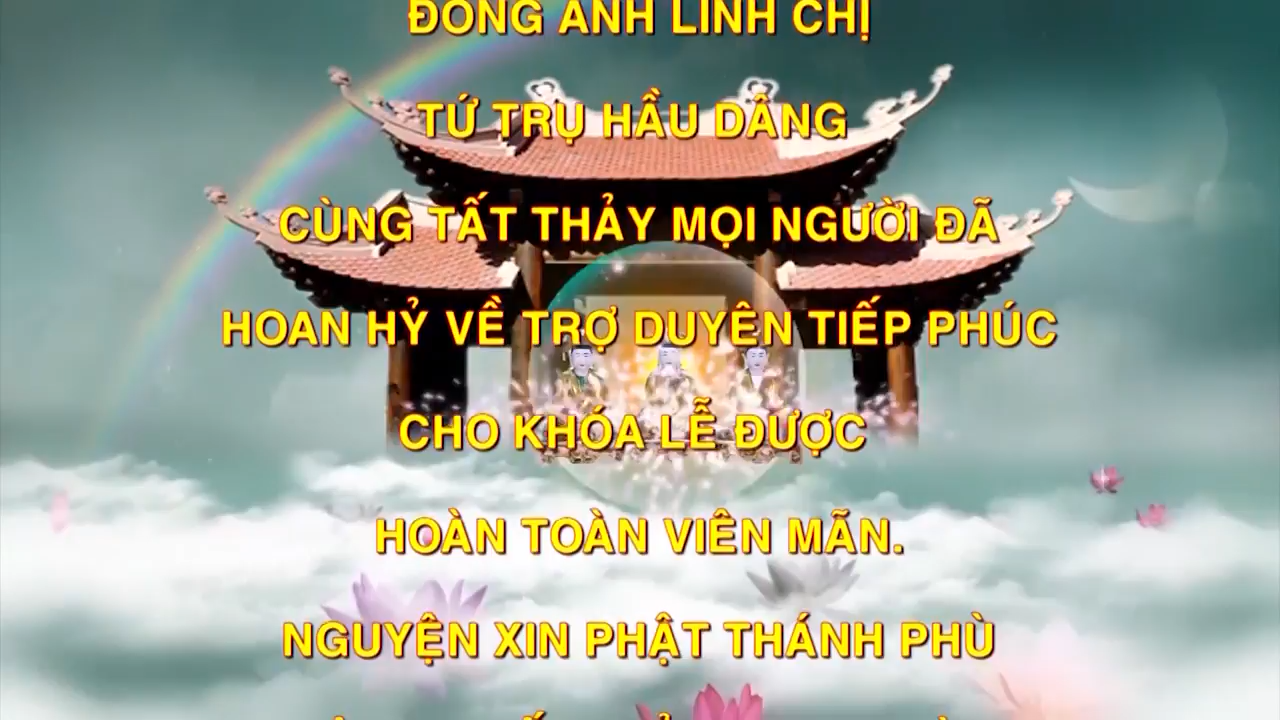 ĐỒNG ANH LINH CHỊ
TỨ TRỤ HẦU DÂNG
CÙNG TẤT THẢY MỌI NGƯỜI ĐÃ
HOAN HỶ VỀ TRỢ DUYÊN TIẾP PHÚC
CHO KHÓA LỄ ĐƯỢC
HOÀN TOÀN VIÊN MÃN.
NGUYỆN XIN PHẬT THÁNH PHÙ